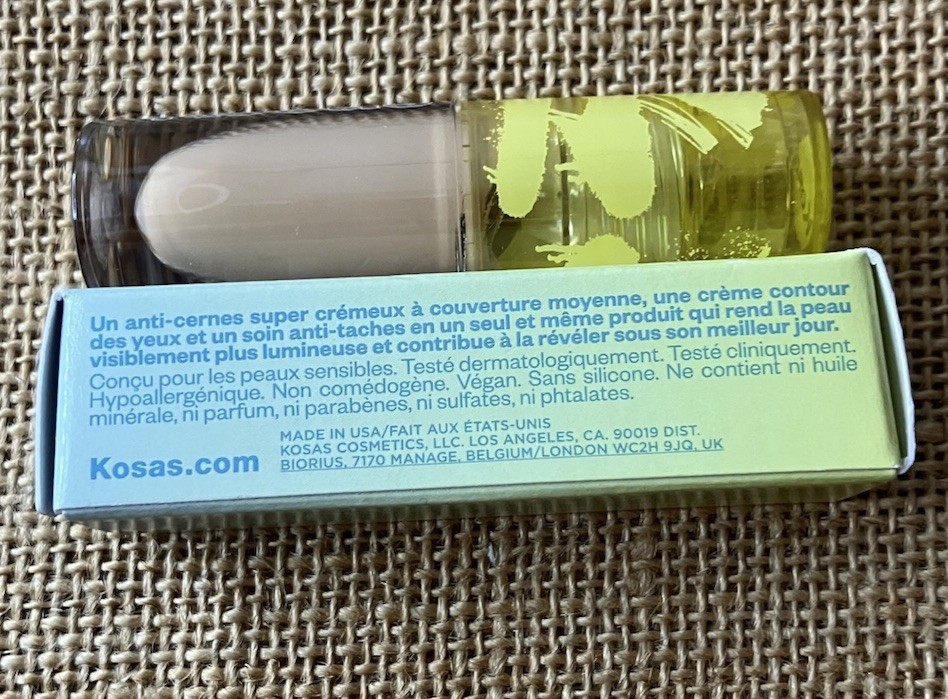 Un anti-cernes super crémeux à couverture moyenne, une crème contour
des yeux et un soin anti-taches en un seul et même produit qui rend la peau
visiblement plus lumineuse et contribue à la révéler sous son meilleur jour.
Conçu pour les peaux sensibles. Testé dermatologiquement. Testé cliniquement.
Hypoallergénique. Non comédogène. Végan. Sans silicone. Ne contient ni huile
minérale, ni parfum, ni parabènes, ni sulfates, ni phtalates.
Kosas.com
MADE IN USA/FAIT AUX ÉTATS-UNIS
KOSAS COSMETICS, LLC. LOS ANGELES, CA. 90019 DIST.
BIORIUS, 7170 MANAGE, BELGIUM/LONDON WC2H 9JQ, UK